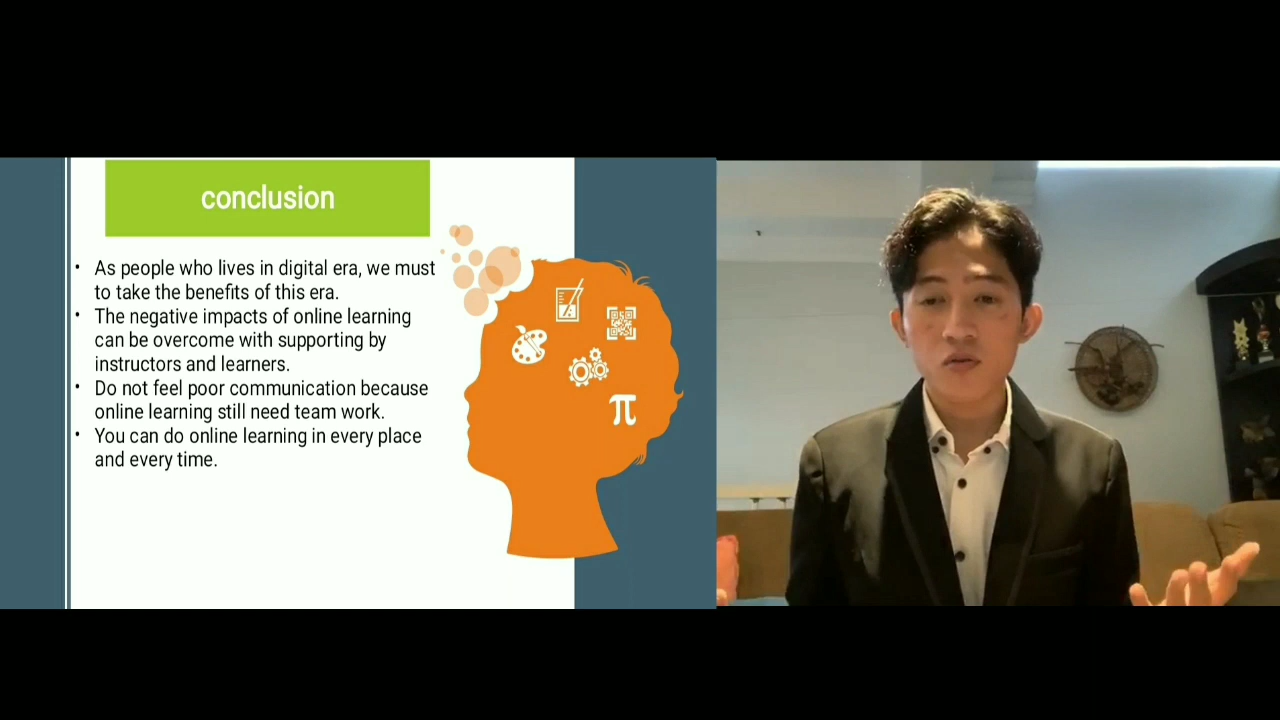 conclusion
• As people who lives in digital era, we must
to take the benefits of this era.
• The negative impacts of online learning
can be overcome with supporting by
instructors and learners.
• Do not feel poor communication because
online learning still need team work.
• You can do online learning in every place
and every time.
π